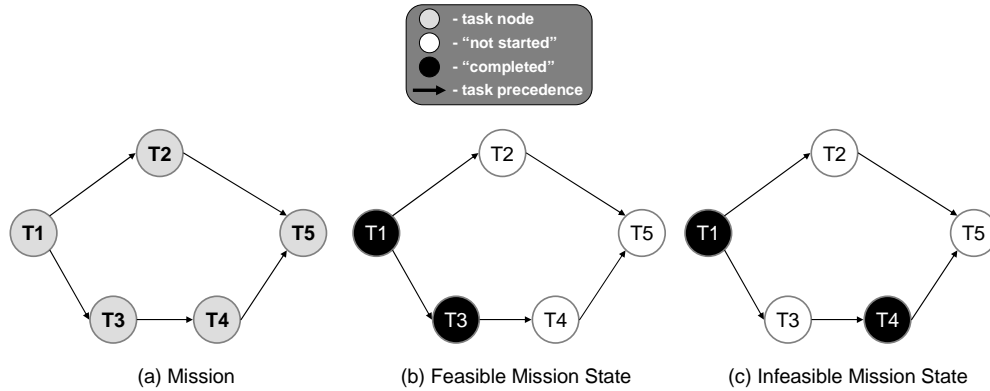 - task node
- “not started”
- “completed”
- task precedence
T2
T1
T5
T3
T4
(a) Mission
T2
T1
T5
T3
T4
(b) Feasible Mission State
T2
T1
T5
T3
T4
(c) Infeasible Mission State